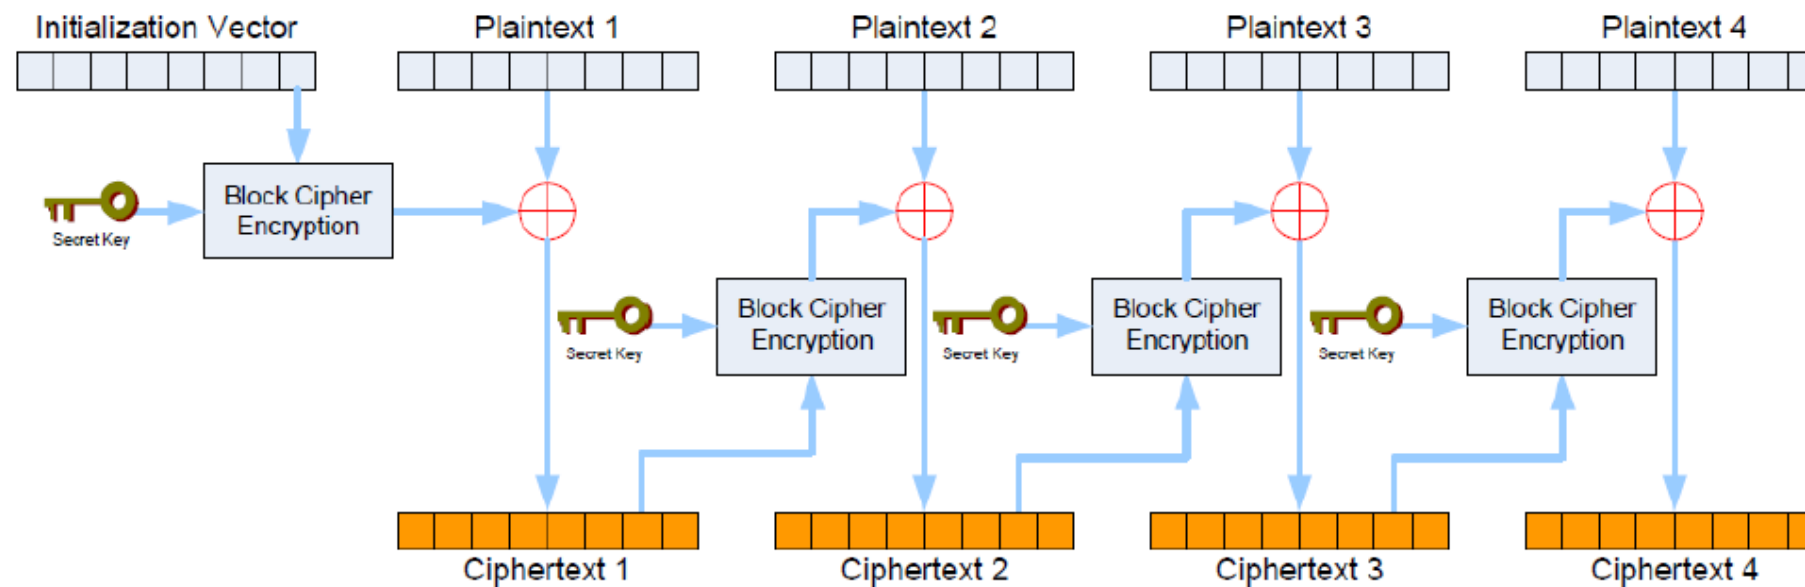 Initialization Vector
Plaintext 1
Plaintext 2
Plaintext 3
Plaintext 4
Block Cipher
Encryption
Secret Key
Block Cipher
Encryption
Secret Key
Block Cipher
Encryption
Secret Key
Block Cipher
Encryption
Secret Key
Ciphertext 1
Ciphertext 2
Ciphertext 3
Ciphertext 4